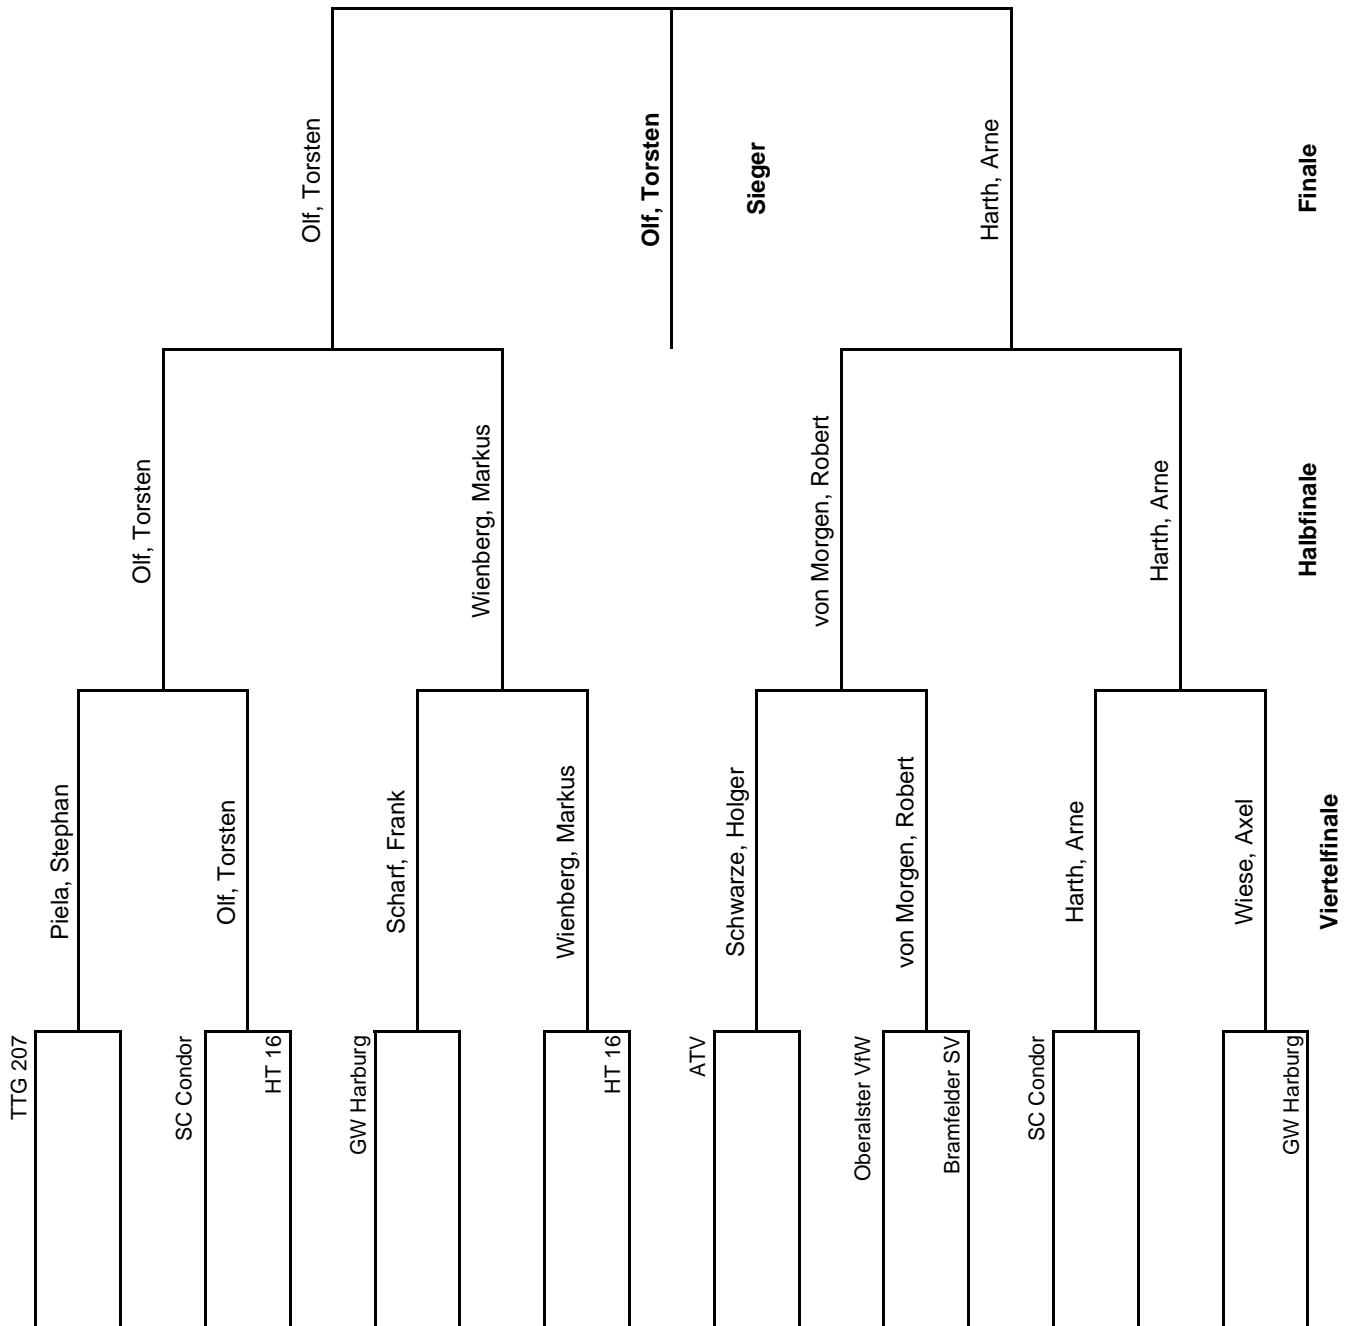 Olf, Torsten
Olf, Torsten
Sieger
Harth, Arne
Finale
Olf, Torsten
Wienberg, Markus
von Morgen, Robert
Harth, Arne
Halbfinale
Piela, Stephan
Olf, Torsten
Scharf, Frank
Wienberg, Markus
Schwarze, Holger
von Morgen, Robert
Harth, Arne
Wiese, Axel
Viertelfinale
TTG 207
SC Condor
HT 16
GW Harburg
HT 16
ATV
Oberalster VfW
Bramfelder SV
SC Condor
GW Harburg